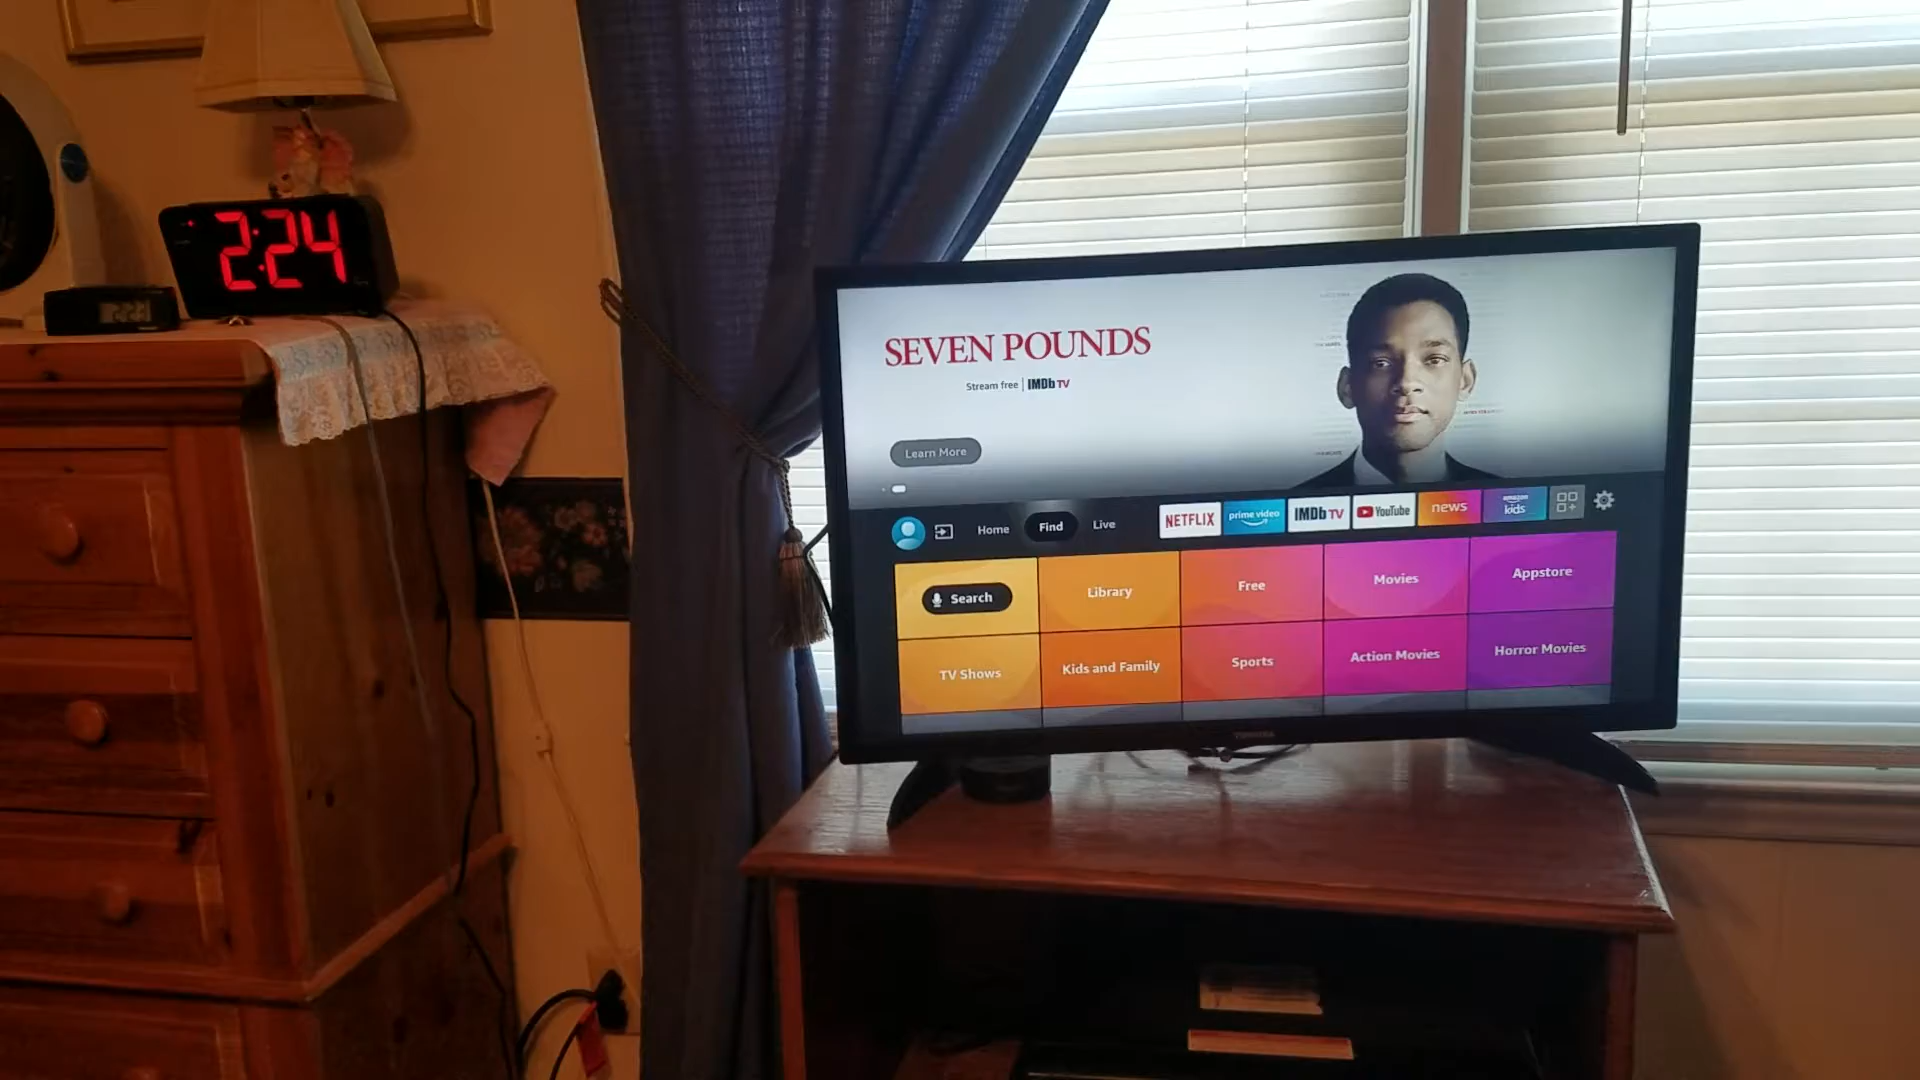 2:24
SEVEN POUNDS
Stream free | IMDb TV
Learn More
Home
Find
Live
NETFLIX
prime video
IMDb TV
YouTube
news
amazon kids
Search
Library
Free
Movies
Appstore
TV Shows
Kids and Family
Sports
Action Movies
Horror Movies
TOSHIBA